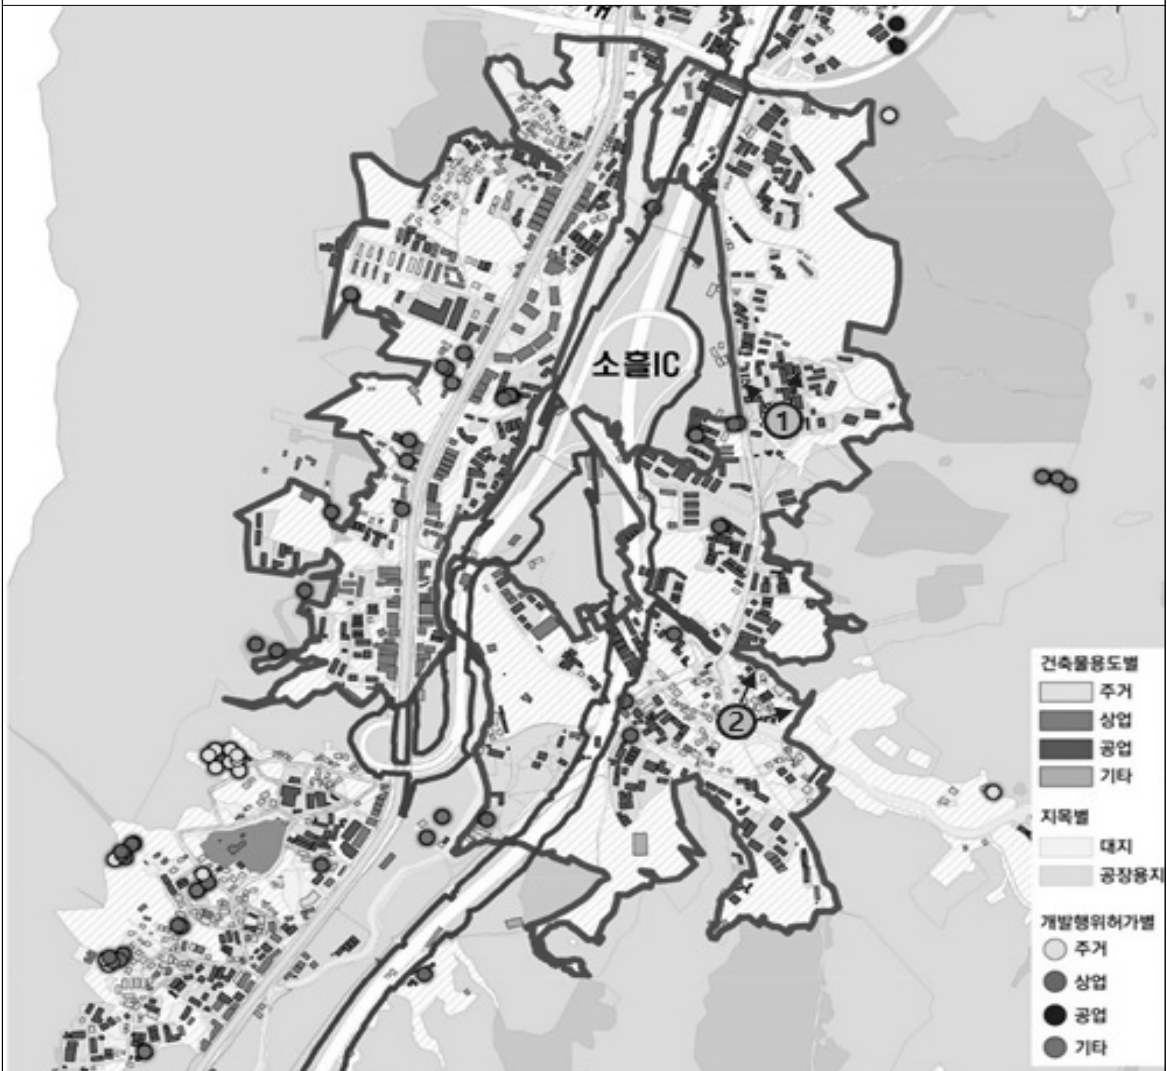 소흘IC
①
②
건축물용도별
주거
상업
공업
기타
지목별
대지
공장용지
개발행위허가별
주거
상업
공업
기타